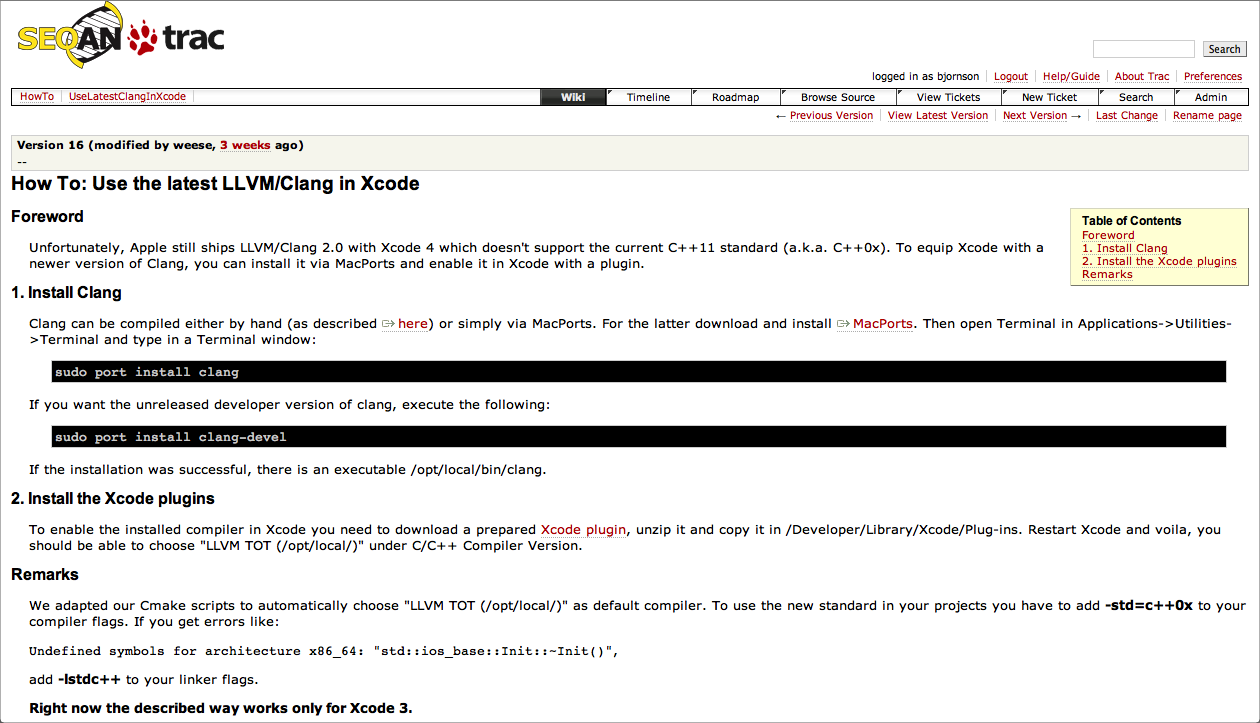 SEQAN trac
Search
logged in as bjornson Logout Help/Guide About Trac Preferences
HowTo UseLatestClangInXcode Wiki Timeline Roadmap Browse Source View Tickets New Ticket Search Admin
← Previous Version View Latest Version Next Version → Last Change Rename page
Version 16 (modified by weese, 3 weeks ago)
--
How To: Use the latest LLVM/Clang in Xcode
Foreword
Unfortunately, Apple still ships LLVM/Clang 2.0 with Xcode 4 which doesn't support the current C++11 standard (a.k.a. C++0x). To equip Xcode with a
newer version of Clang, you can install it via MacPorts and enable it in Xcode with a plugin.
Table of Contents
Foreword
1. Install Clang
2. Install the Xcode plugins
Remarks
1. Install Clang
Clang can be compiled either by hand (as described here) or simply via MacPorts. For the latter download and install MacPorts. Then open Terminal in Applications->Utilities-
>Terminal and type in a Terminal window:
sudo port install clang
If you want the unreleased developer version of clang, execute the following:
sudo port install clang-devel
If the installation was successful, there is an executable /opt/local/bin/clang.
2. Install the Xcode plugins
To enable the installed compiler in Xcode you need to download a prepared Xcode plugin, unzip it and copy it in /Developer/Library/Xcode/Plug-ins. Restart Xcode and voila, you
should be able to choose "LLVM TOT (/opt/local/)" under C/C++ Compiler Version.
Remarks
We adapted our Cmake scripts to automatically choose "LLVM TOT (/opt/local/)" as default compiler. To use the new standard in your projects you have to add -std=c++0x to your
compiler flags. If you get errors like:
Undefined symbols for architecture x86_64: "std::ios_base::Init::~Init()",
add -lstdc++ to your linker flags.
Right now the described way works only for Xcode 3.